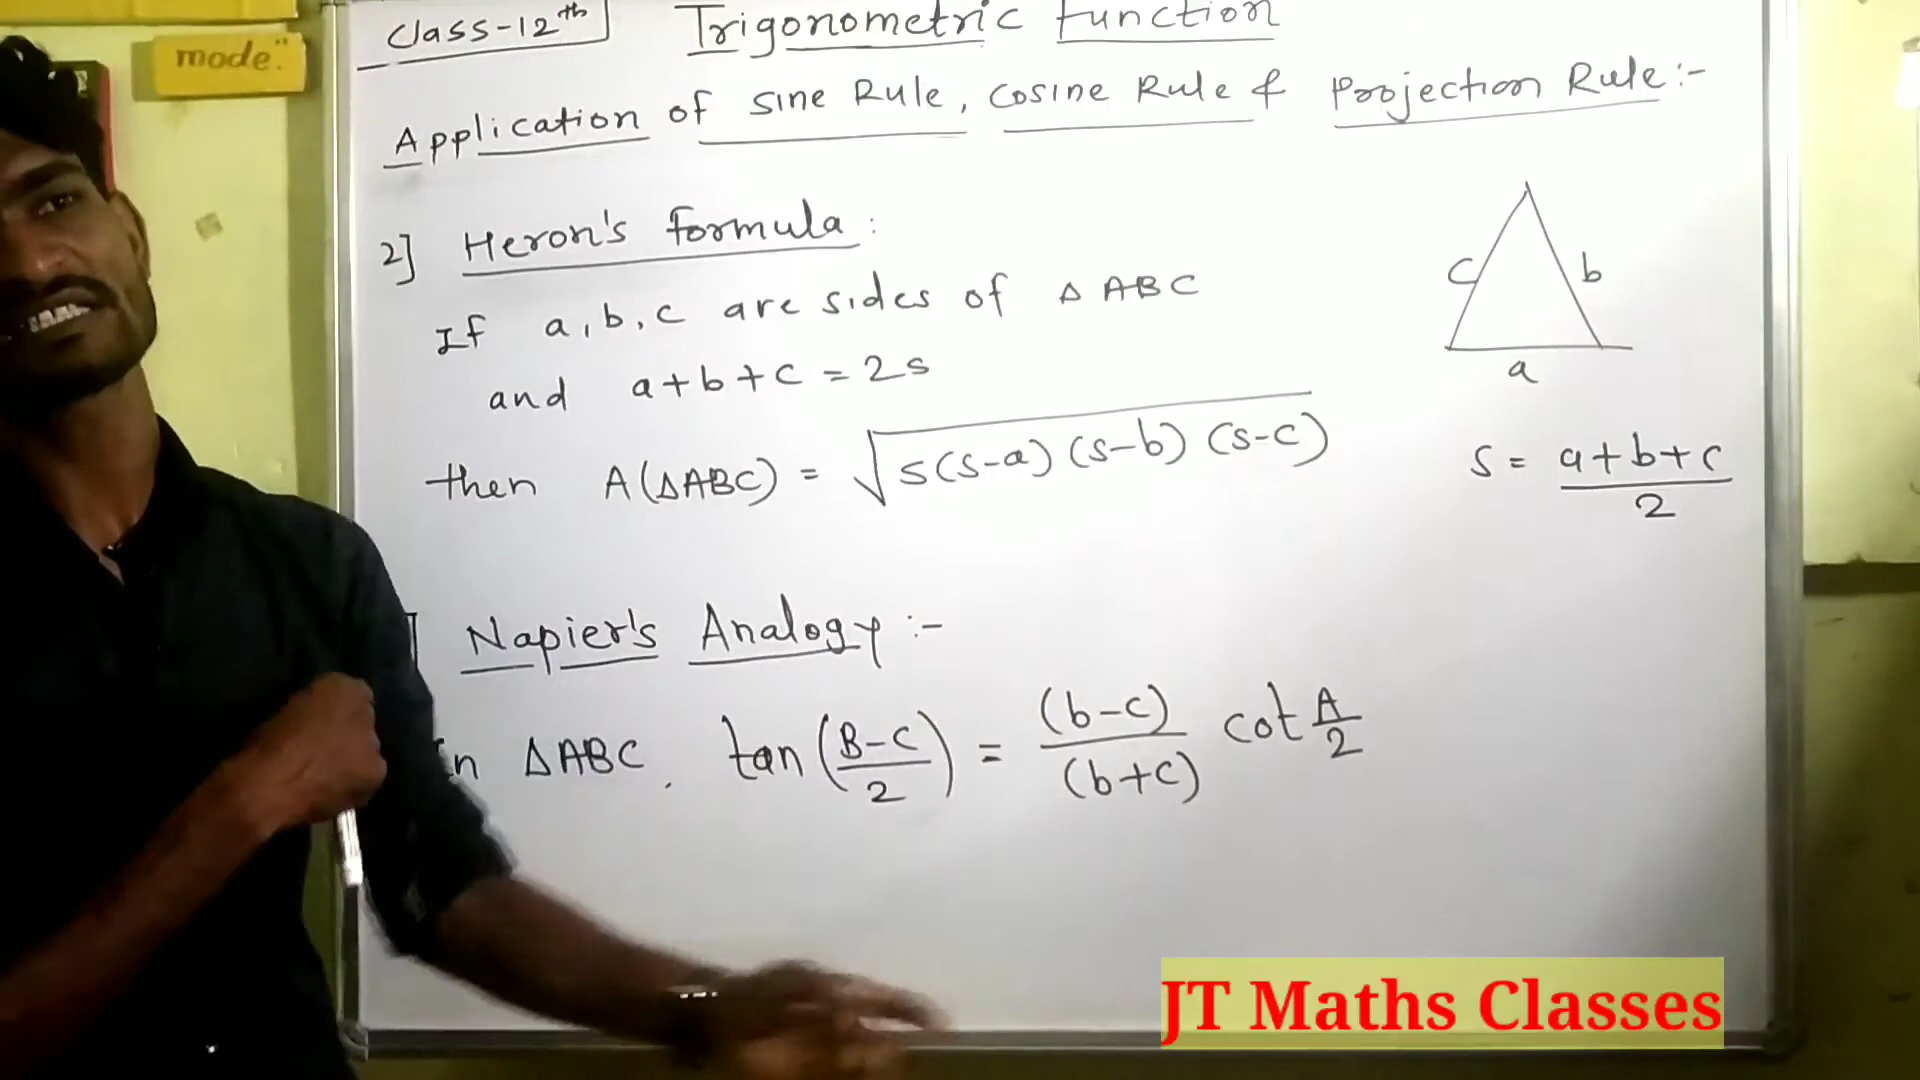 mode."
Class-12th Trigonometric Function
Application of Sine Rule, Cosine Rule & Projection Rule:-
2] Heron's Formula:
If a, b, c are sides of △ ABC
and a+b+c = 2s
then A(△ABC) = √s(s-a)(s-b)(s-c)
c b
a
s = a+b+c / 2
] Napier's Analogy :-
In △ABC, tan(B-C / 2) = (b-c) / (b+c) cot A/2
JT Maths Classes